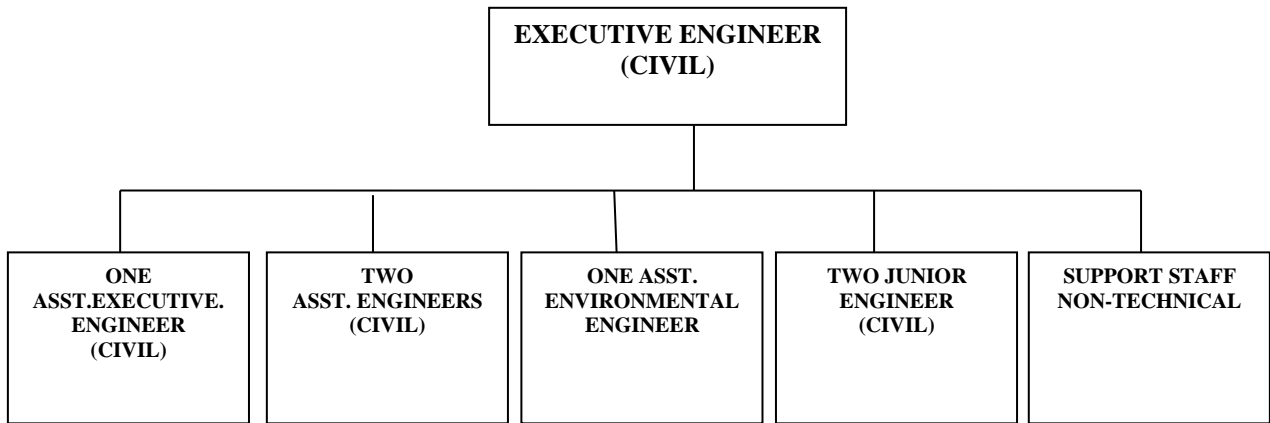 EXECUTIVE ENGINEER
(CIVIL)
ONE
ASST.EXECUTIVE.
ENGINEER
(CIVIL)
TWO
ASST. ENGINEERS
(CIVIL)
ONE ASST.
ENVIRONMENTAL
ENGINEER
TWO JUNIOR
ENGINEER
(CIVIL)
SUPPORT STAFF
NON-TECHNICAL